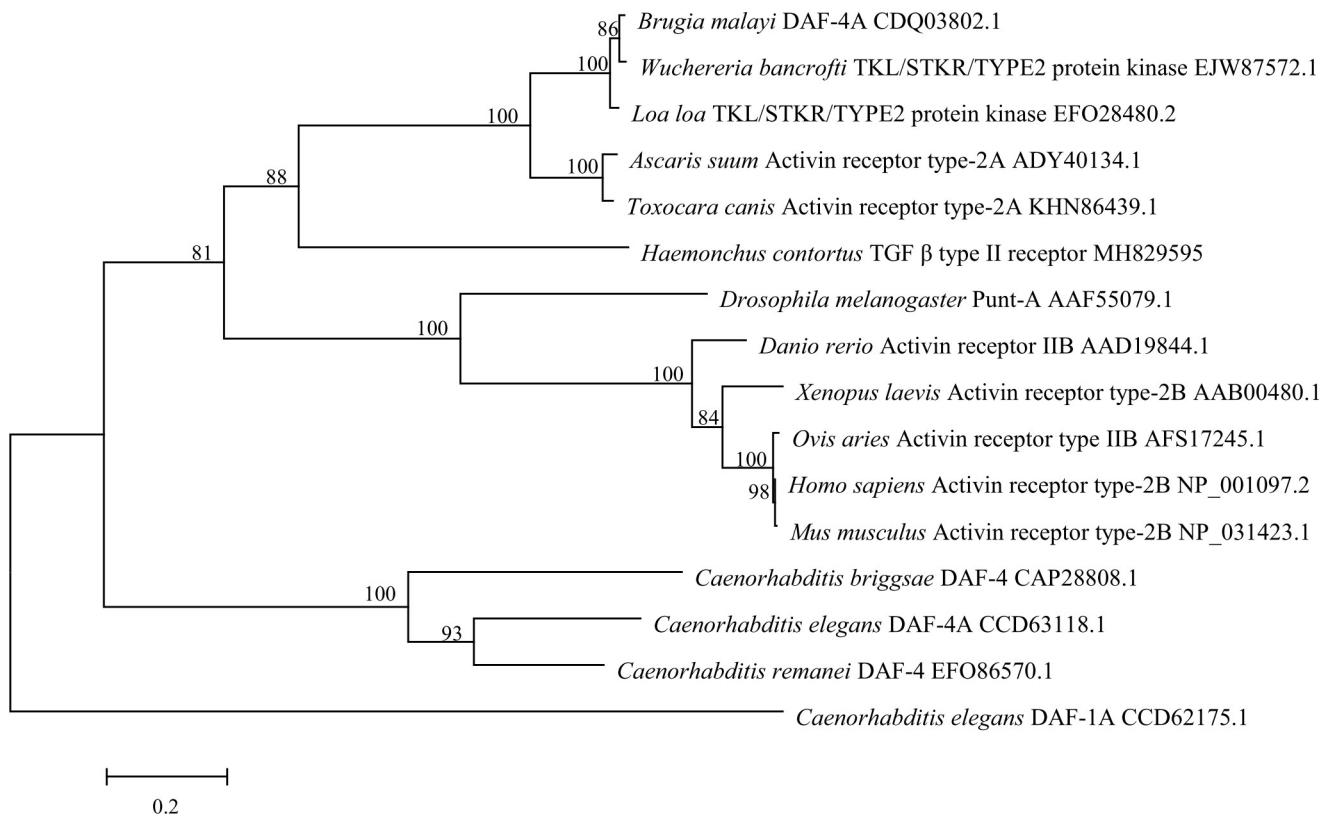 Brugia malayi DAF-4A CDQ03802.1
86
Wuchereria bancrofti TKL/STKR/TYPE2 protein kinase EJW87572.1
100
Loa loa TKL/STKR/TYPE2 protein kinase EFO28480.2
100
Ascaris suum Activin receptor type-2A ADY40134.1
100
88
Toxocara canis Activin receptor type-2A KHN86439.1
81
Haemonchus contortus TGF β type II receptor MH829595
Drosophila melanogaster Punt-A AAF55079.1
100
Danio rerio Activin receptor IIB AAD19844.1
100
Xenopus laevis Activin receptor type-2B AAB00480.1
84
Ovis aries Activin receptor type IIB AFS17245.1
100
Homo sapiens Activin receptor type-2B NP_001097.2
98
Mus musculus Activin receptor type-2B NP_031423.1
Caenorhabditis briggsae DAF-4 CAP28808.1
100
Caenorhabditis elegans DAF-4A CCD63118.1
93
Caenorhabditis remanei DAF-4 EFO86570.1
Caenorhabditis elegans DAF-1A CCD62175.1
0.2